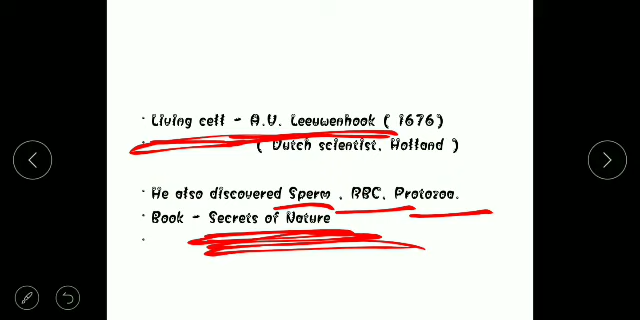 · Living cell - A.V. Leeuwenhook ( 1676)
· ( Dutch scientist, Holland )
· He also discovered Sperm , RBC, Protozoa.
· Book - Secrets of Nature
·